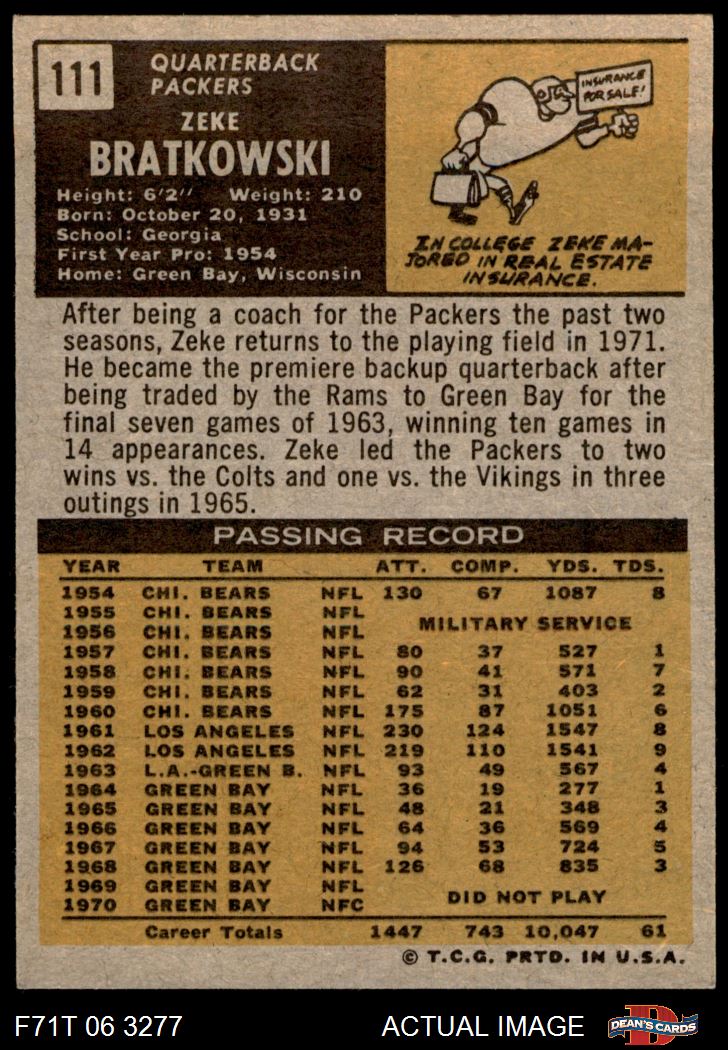 111
QUARTERBACK
PACKERS
ZEKE
BRATKOWSKI
Height: 6'2" Weight: 210
Born: October 20, 1931
School: Georgia
First Year Pro: 1954
Home: Green Bay, Wisconsin
INSURANCE
FOR SALE!
IN COLLEGE ZEKE MA-
JORED IN REAL ESTATE
INSURANCE.
After being a coach for the Packers the past two
seasons, Zeke returns to the playing field in 1971.
He became the premiere backup quarterback after
being traded by the Rams to Green Bay for the
final seven games of 1963, winning ten games in
14 appearances. Zeke led the Packers to two
wins vs. the Colts and one vs. the Vikings in three
outings in 1965.
PASSING RECORD
YEAR TEAM ATT. COMP. YDS. TDS.
1954 CHI. BEARS NFL 130 67 1087 8
1955 CHI. BEARS NFL
MILITARY SERVICE
1956 CHI. BEARS NFL
1957 CHI. BEARS NFL 80 37 527 1
1958 CHI. BEARS NFL 90 41 571 7
1959 CHI. BEARS NFL 62 31 403 2
1960 CHI. BEARS NFL 175 87 1051 6
1961 LOS ANGELES NFL 230 124 1547 8
1962 LOS ANGELES NFL 219 110 1541 9
1963 L.A.-GREEN B. NFL 93 49 567 4
1964 GREEN BAY NFL 36 19 277 1
1965 GREEN BAY NFL 48 21 348 3
1966 GREEN BAY NFL 64 36 569 4
1967 GREEN BAY NFL 94 53 724 5
1968 GREEN BAY NFL 126 68 835 3
1969 GREEN BAY NFL
DID NOT PLAY
1970 GREEN BAY NFC
Career Totals 1447 743 10,047 61
© T.C.G. PRTD. IN U.S.A.
F71T 06 3277 ACTUAL IMAGE
D
DEAN'S CARDS